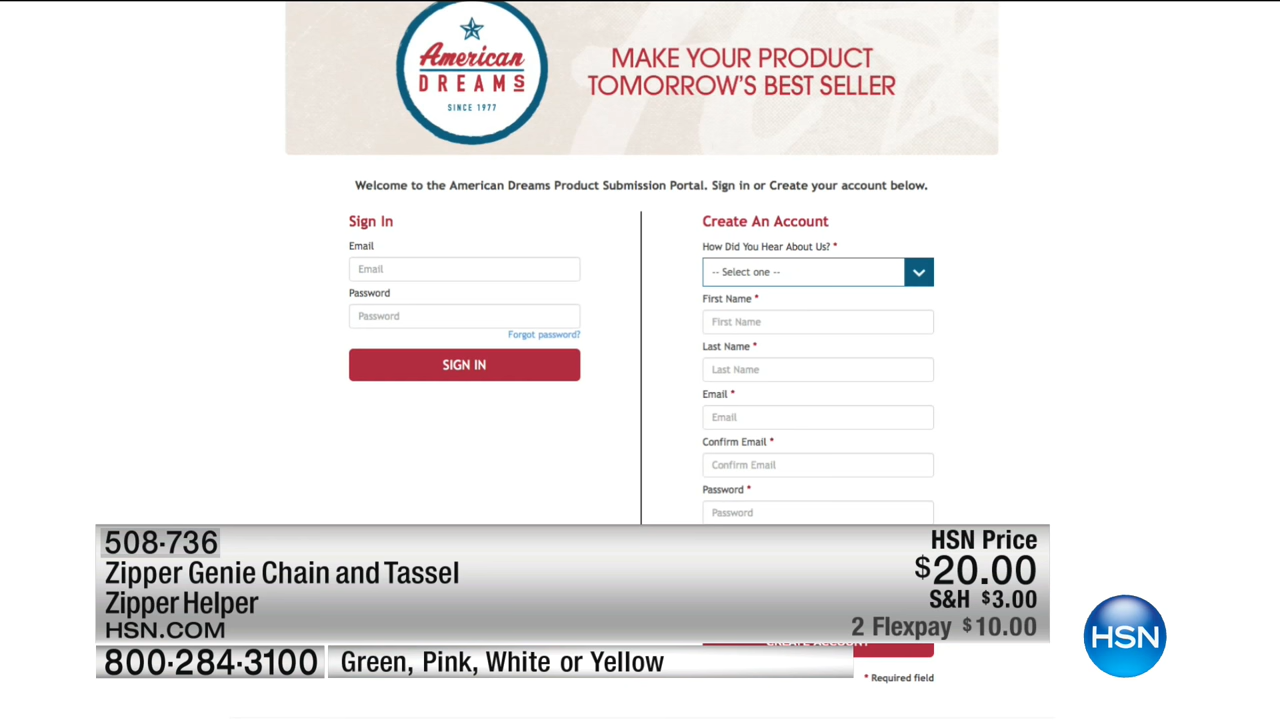 American
DREAMS
SINCE 1977
MAKE YOUR PRODUCT
TOMORROW'S BEST SELLER
Welcome to the American Dreams Product Submission Portal. Sign in or Create your account below.
Sign In
Email
Email
Password
Password
Forgot password?
SIGN IN
Create An Account
How Did You Hear About Us? *
-- Select one --
First Name *
First Name
Last Name *
Last Name
Email *
Email
Confirm Email *
Confirm Email
Password *
Password
* Required field
508-736
Zipper Genie Chain and Tassel
Zipper Helper
HSN.COM
800-284-3100
Green, Pink, White or Yellow
HSN Price
$20.00
S&H $3.00
2 Flexpay $10.00
HSN